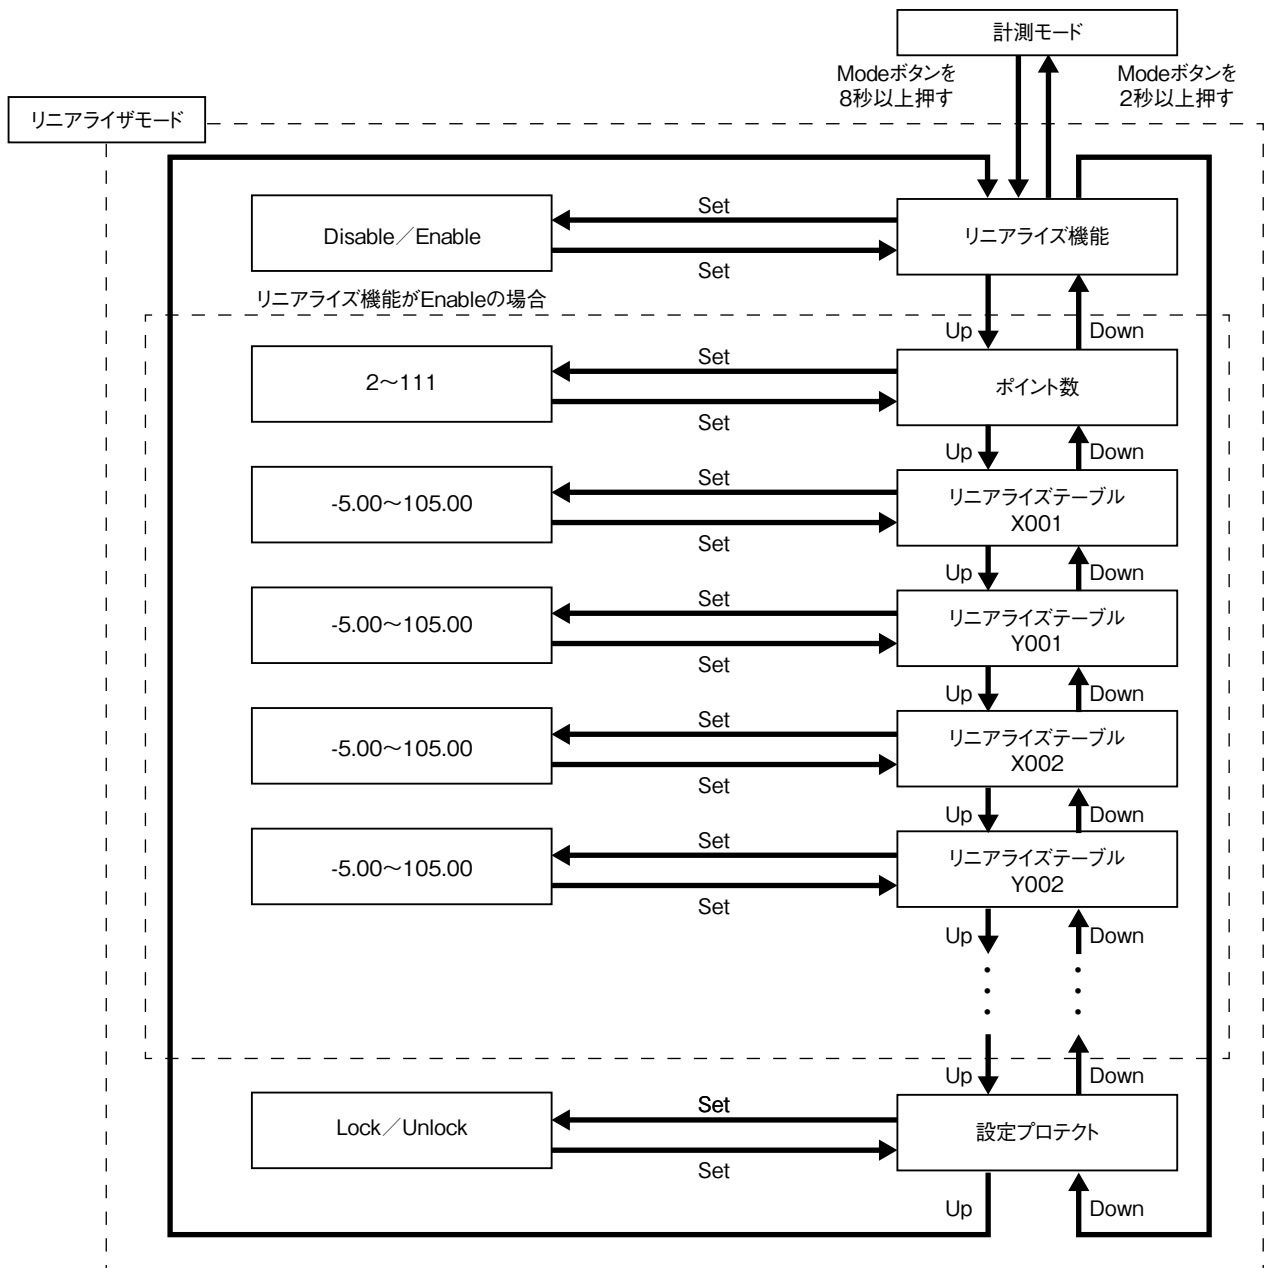 計測モード
Modeボタンを
8秒以上押す
Modeボタンを
2秒以上押す
リニアライザモード
Disable／Enable
Set
Set
リニアライズ機能
リニアライズ機能がEnableの場合
Up
Down
2～111
Set
Set
ポイント数
Up
Down
-5.00～105.00
Set
Set
リニアライズテーブル
X001
Up
Down
-5.00～105.00
Set
Set
リニアライズテーブル
Y001
Up
Down
-5.00～105.00
Set
Set
リニアライズテーブル
X002
Up
Down
-5.00～105.00
Set
Set
リニアライズテーブル
Y002
Up
Down
Up
Down
Lock／Unlock
Set
Set
設定プロテクト
Up
Down